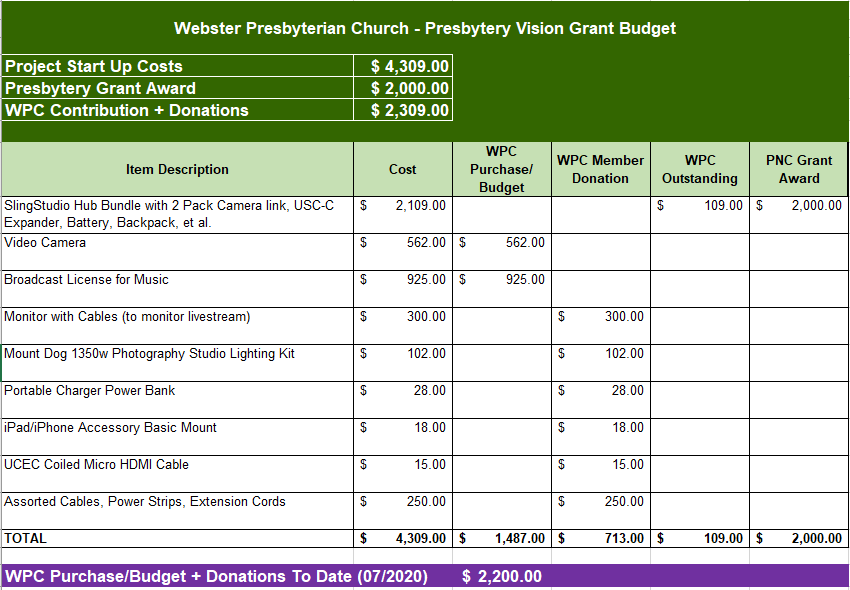 Webster Presbyterian Church - Presbytery Vision Grant Budget
Project Start Up Costs $ 4,309.00
Presbytery Grant Award $ 2,000.00
WPC Contribution + Donations $ 2,309.00
Item Description Cost WPC Purchase/ Budget WPC Member Donation WPC Outstanding PNC Grant Award
SlingStudio Hub Bundle with 2 Pack Camera link, USC-C $ 2,109.00 $ 109.00 $ 2,000.00
Expander, Battery, Backpack, et al.
Video Camera $ 562.00 $ 562.00
Broadcast License for Music $ 925.00 $ 925.00
Monitor with Cables (to monitor livestream) $ 300.00 $ 300.00
Mount Dog 1350w Photography Studio Lighting Kit $ 102.00 $ 102.00
Portable Charger Power Bank $ 28.00 $ 28.00
iPad/iPhone Accessory Basic Mount $ 18.00 $ 18.00
UCEC Coiled Micro HDMI Cable $ 15.00 $ 15.00
Assorted Cables, Power Strips, Extension Cords $ 250.00 $ 250.00
TOTAL $ 4,309.00 $ 1,487.00 $ 713.00 $ 109.00 $ 2,000.00
WPC Purchase/Budget + Donations To Date (07/2020) $ 2,200.00